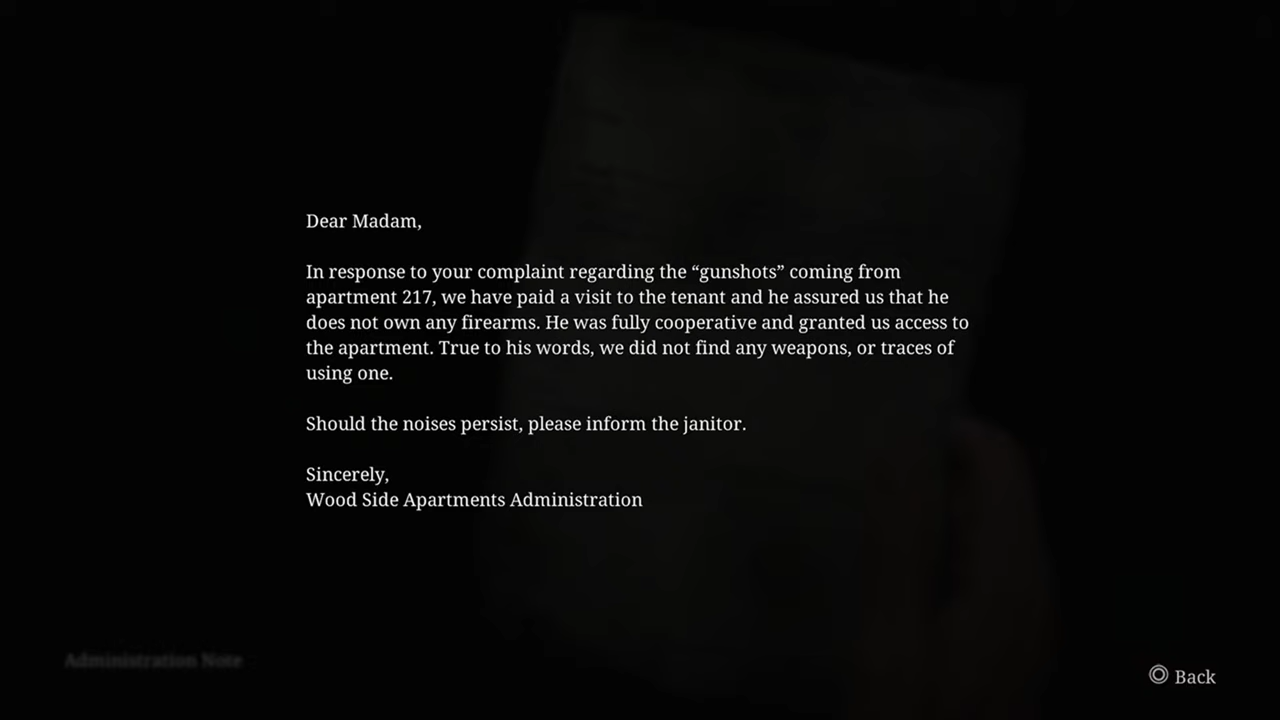 Dear Madam,
In response to your complaint regarding the “gunshots” coming from
apartment 217, we have paid a visit to the tenant and he assured us that he
does not own any firearms. He was fully cooperative and granted us access to
the apartment. True to his words, we did not find any weapons, or traces of
using one.
Should the noises persist, please inform the janitor.
Sincerely,
Wood Side Apartments Administration
Administration Note
Back